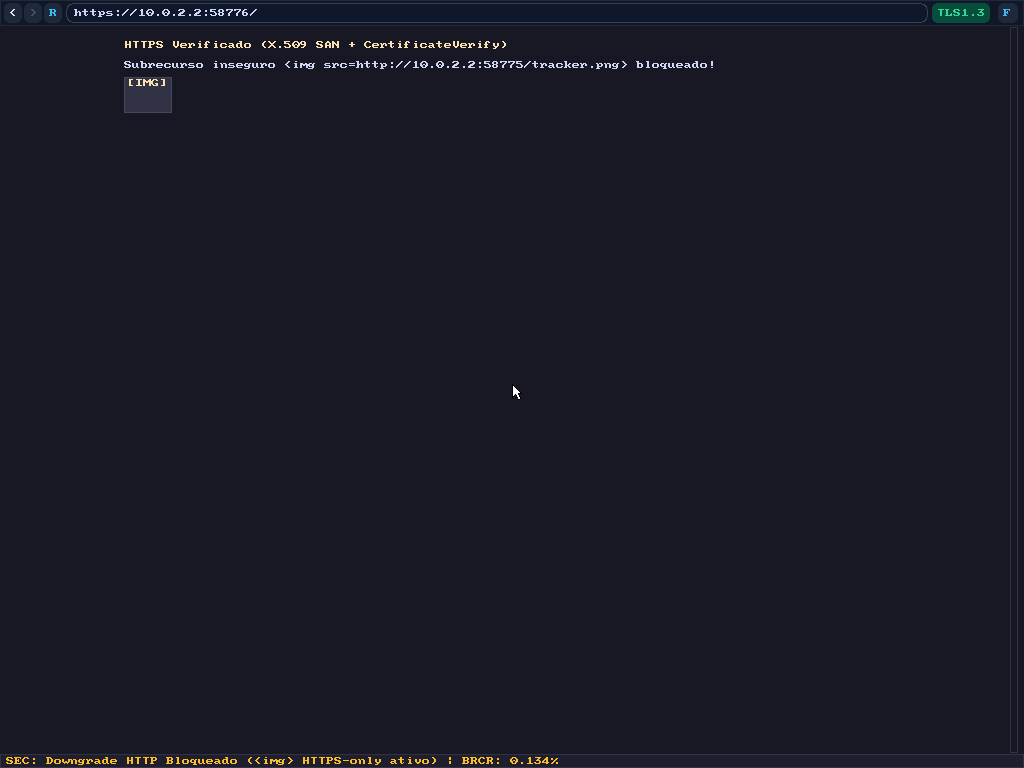 < > R https://10.0.2.2:58776/ TLS1.3 F
HTTPS Verificado (X.509 SAN + CertificateVerify)
Subrecurso inseguro <img src=http://10.0.2.2:58775/tracker.png> bloqueado!
[IMG]
SEC: Downgrade HTTP Bloqueado (<img> HTTPS-only ativo) ¦ BRCR: 0.134%